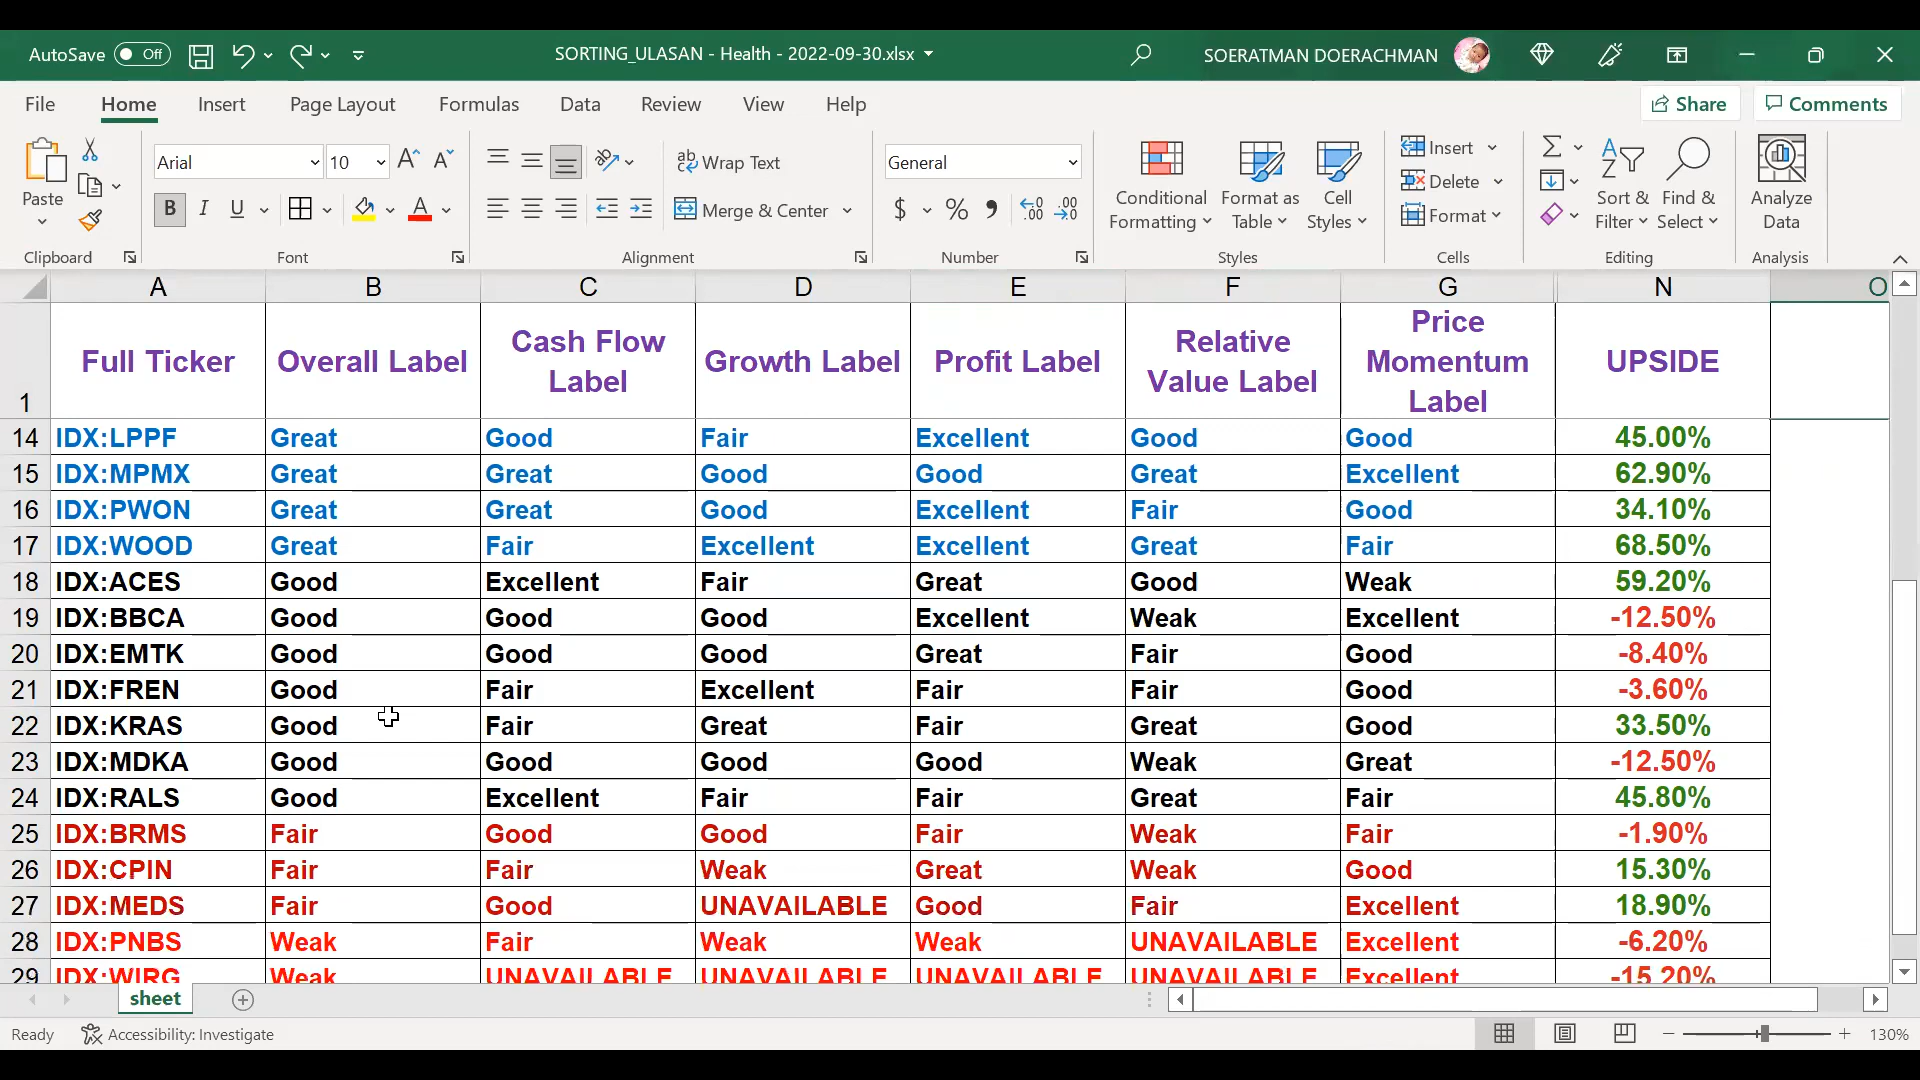 AutoSave Off SORTING_ULASAN - Health - 2022-09-30.xlsx SOERATMAN DOERACHMAN
File Home Insert Page Layout Formulas Data Review View Help Share Comments
Paste
Clipboard
Arial 10
B I U A
Font
ab Wrap Text
Merge & Center
Alignment
General
$ % 9 .00 .00
Number
Conditional Formatting
Format as Table
Cell Styles
Styles
Insert
Delete
Format
Cells
Sort & Filter
Find & Select
Editing
Analyze Data
Analysis
A B C D E F G N O
1 Full Ticker Overall Label Cash Flow Label Growth Label Profit Label Relative Value Label Price Momentum Label UPSIDE
14 IDX:LPPF Great Good Fair Excellent Good Good 45.00%
15 IDX:MPMX Great Great Good Good Great Excellent 62.90%
16 IDX:PWON Great Great Good Excellent Fair Good 34.10%
17 IDX:WOOD Great Fair Excellent Excellent Great Fair 68.50%
18 IDX:ACES Good Excellent Fair Great Good Weak 59.20%
19 IDX:BBCA Good Good Good Excellent Weak Excellent -12.50%
20 IDX:EMTK Good Good Good Great Fair Good -8.40%
21 IDX:FREN Good Fair Excellent Fair Fair Good -3.60%
22 IDX:KRAS Good Fair Great Fair Great Good 33.50%
23 IDX:MDKA Good Good Good Good Weak Great -12.50%
24 IDX:RALS Good Excellent Fair Fair Great Fair 45.80%
25 IDX:BRMS Fair Good Good Fair Weak Fair -1.90%
26 IDX:CPIN Fair Fair Weak Great Weak Good 15.30%
27 IDX:MEDS Fair Good UNAVAILABLE Good Fair Excellent 18.90%
28 IDX:PNBS Weak Fair Weak Weak UNAVAILABLE Excellent -6.20%
29 IDX:WIRG Weak UNAVAILABLE UNAVAILABLE UNAVAILABLE UNAVAILABLE Excellent -15.20%
sheet
Ready Accessibility: Investigate 130%